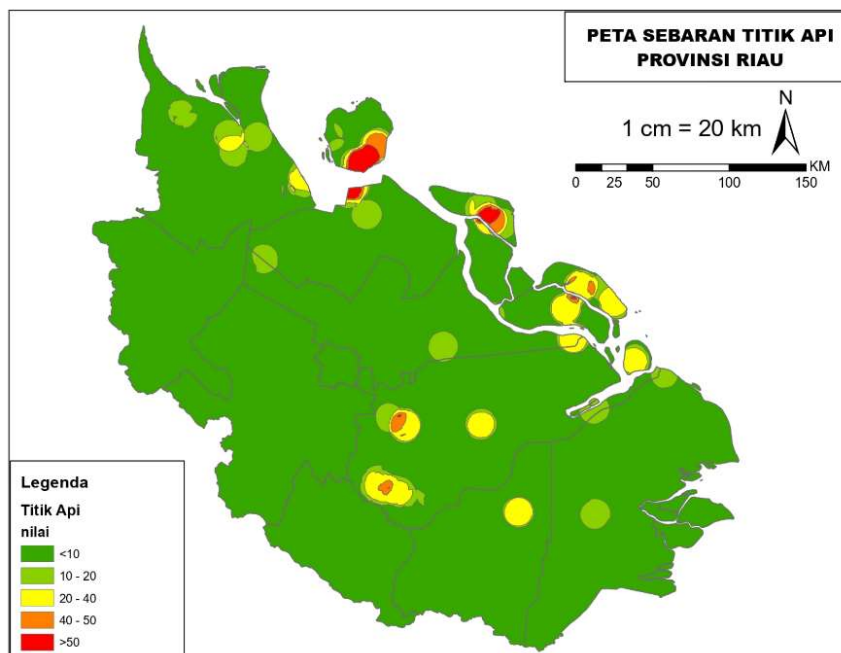 PETA SEBARAN TITIK API
PROVINSI RIAU
N
1 cm = 20 km
KM
0 25 50 100 150
Legenda
Titik Api
nilai
<10
10 - 20
20 - 40
40 - 50
>50